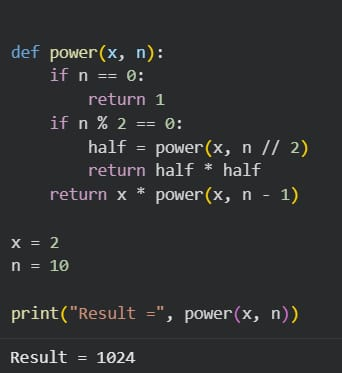 def power(x, n):
    if n == 0:
        return 1
    if n % 2 == 0:
        half = power(x, n // 2)
        return half * half
    return x * power(x, n - 1)

x = 2
n = 10

print("Result =", power(x, n))
Result = 1024